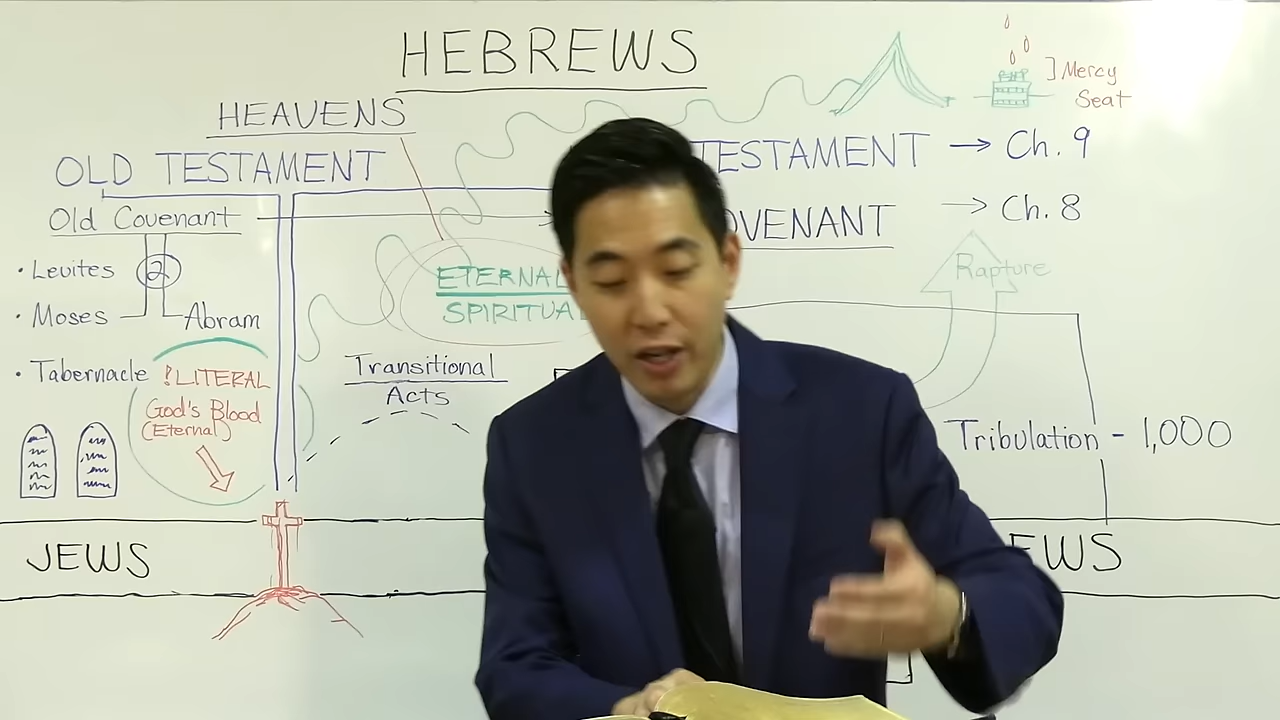 HEBREWS
HEAVENS
Mercy
Seat
OLD TESTAMENT
TESTAMENT → Ch. 9
Old Covenant
OVENANT → Ch. 8
· Levites
2
· Moses
Abram
ETERNAL
SPIRITUA
Rapture
· Tabernacle
! LITERAL
God's Blood
(Eternal)
Transitional
Acts
Tribulation - 1,000
JEWS
EWS